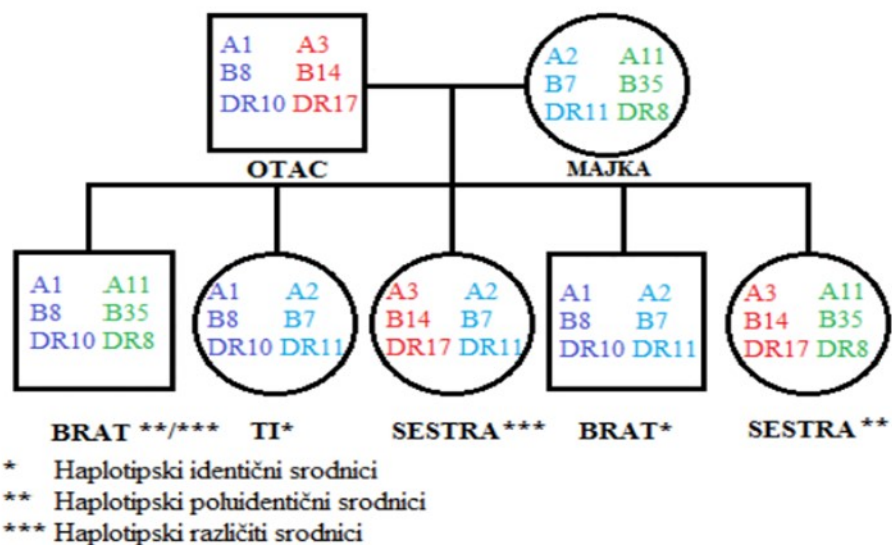 A1 A3 A2 A11
B8 B14 B7 B35
DR10 DR17 DR11 DR8
OTAC MAJKA
A1 A11 A1 A2 A3 A2 A1 A2 A3 A11
B8 B35 B8 B7 B14 B7 B8 B7 B14 B35
DR10 DR8 DR10 DR11 DR17 DR11 DR10 DR11 DR17 DR8
BRAT **/*** TI* SESTRA*** BRAT* SESTRA**
* Haplotipski identični srodnici
** Haplotipski poluidentični srodnici
*** Haplotipski različiti srodnici